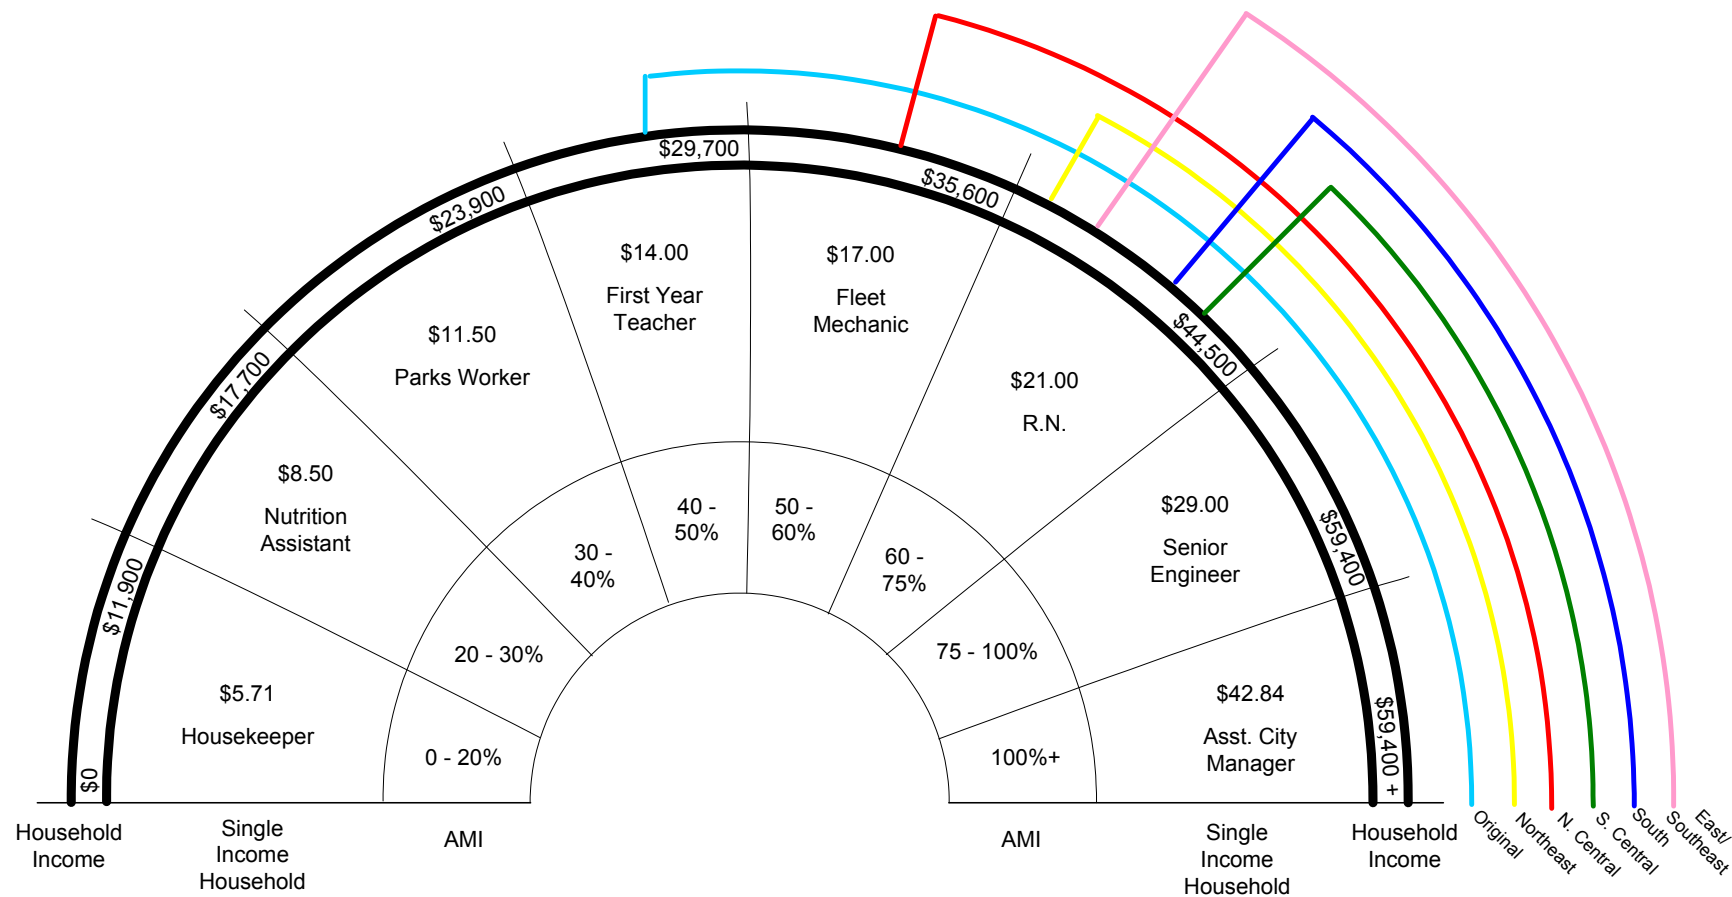 $0
$11,900
$17,700
$23,900
$29,700
$35,600
$44,500
$59,400
$59,400 +
$5.71
Housekeeper
$8.50
Nutrition
Assistant
$11.50
Parks Worker
$14.00
First Year
Teacher
$17.00
Fleet
Mechanic
$21.00
R.N.
$29.00
Senior
Engineer
$42.84
Asst. City
Manager
0 - 20%
20 - 30%
30 -
40%
40 -
50%
50 -
60%
60 -
75%
75 - 100%
100%+
Household
Income
Single
Income
Household
AMI
AMI
Single
Income
Household
Household
Income
Original
Northeast
N. Central
S. Central
South
East/
Southeast